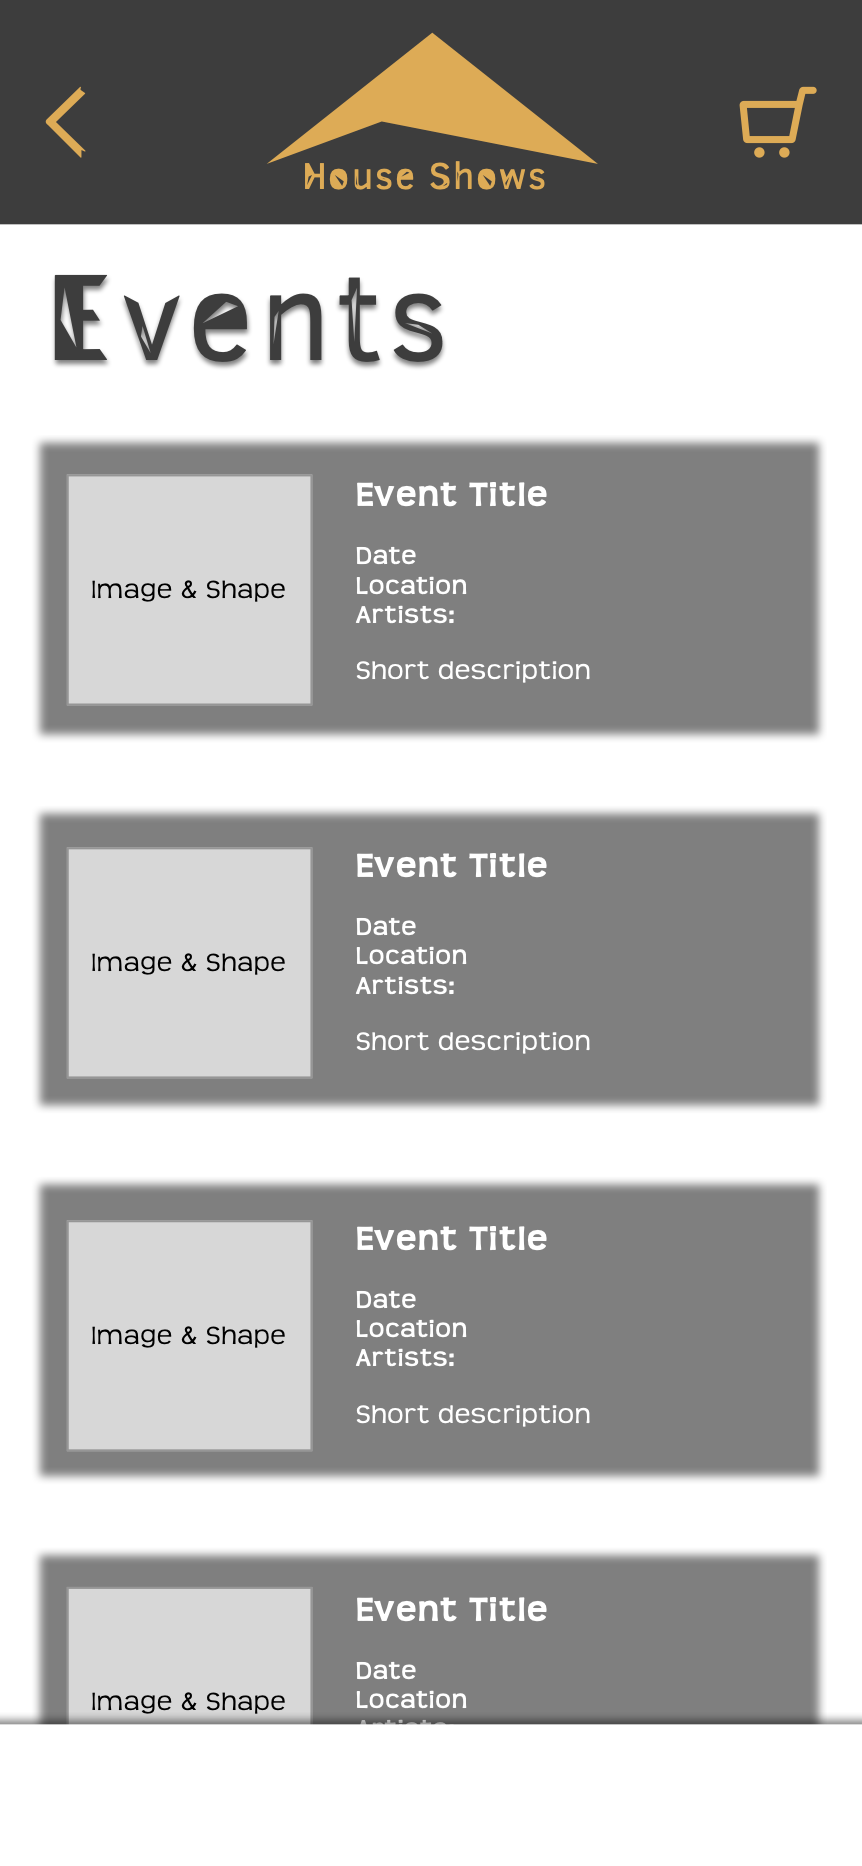 House Shows
Events
Event Title
Image & Shape
Date
Location
Artists:
Short description
Event Title
Image & Shape
Date
Location
Artists:
Short description
Event Title
Image & Shape
Date
Location
Artists:
Short description
Event Title
Image & Shape
Date
Location